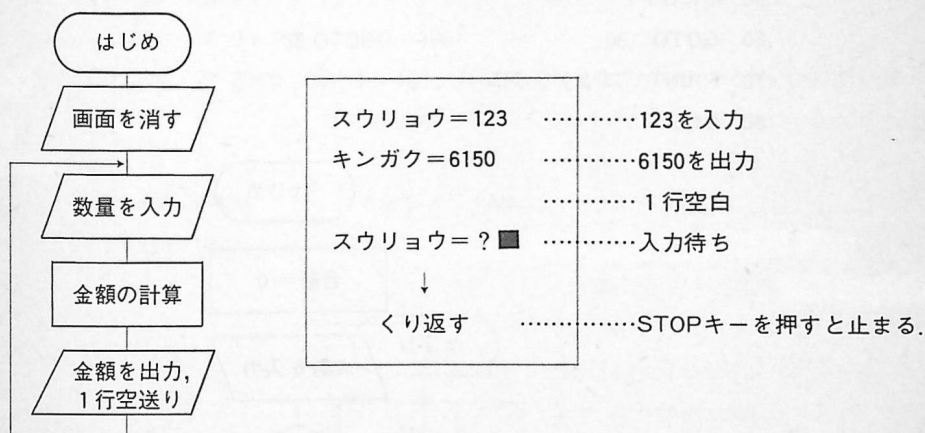 はじめ
画面を消す
数量を入力
金額の計算
金額を出力,
1行空送り
スウリョウ=123 …………123を入力
キンガク=6150 …………6150を出力
…………1行空白
スウリョウ=?■ …………入力待ち
↓
くり返す …………STOPキーを押すと止まる.